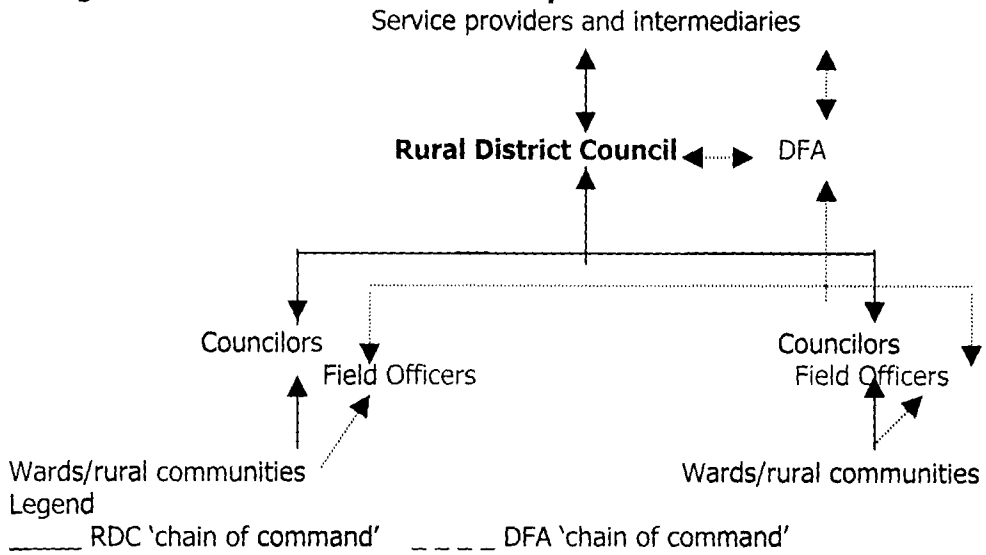 Service providers and intermediaries
Rural District Council DFA
Councilors Councilors
Field Officers Field Officers
Wards/rural communities Wards/rural communities
Legend
_____ RDC 'chain of command' _ _ _ _ DFA 'chain of command'